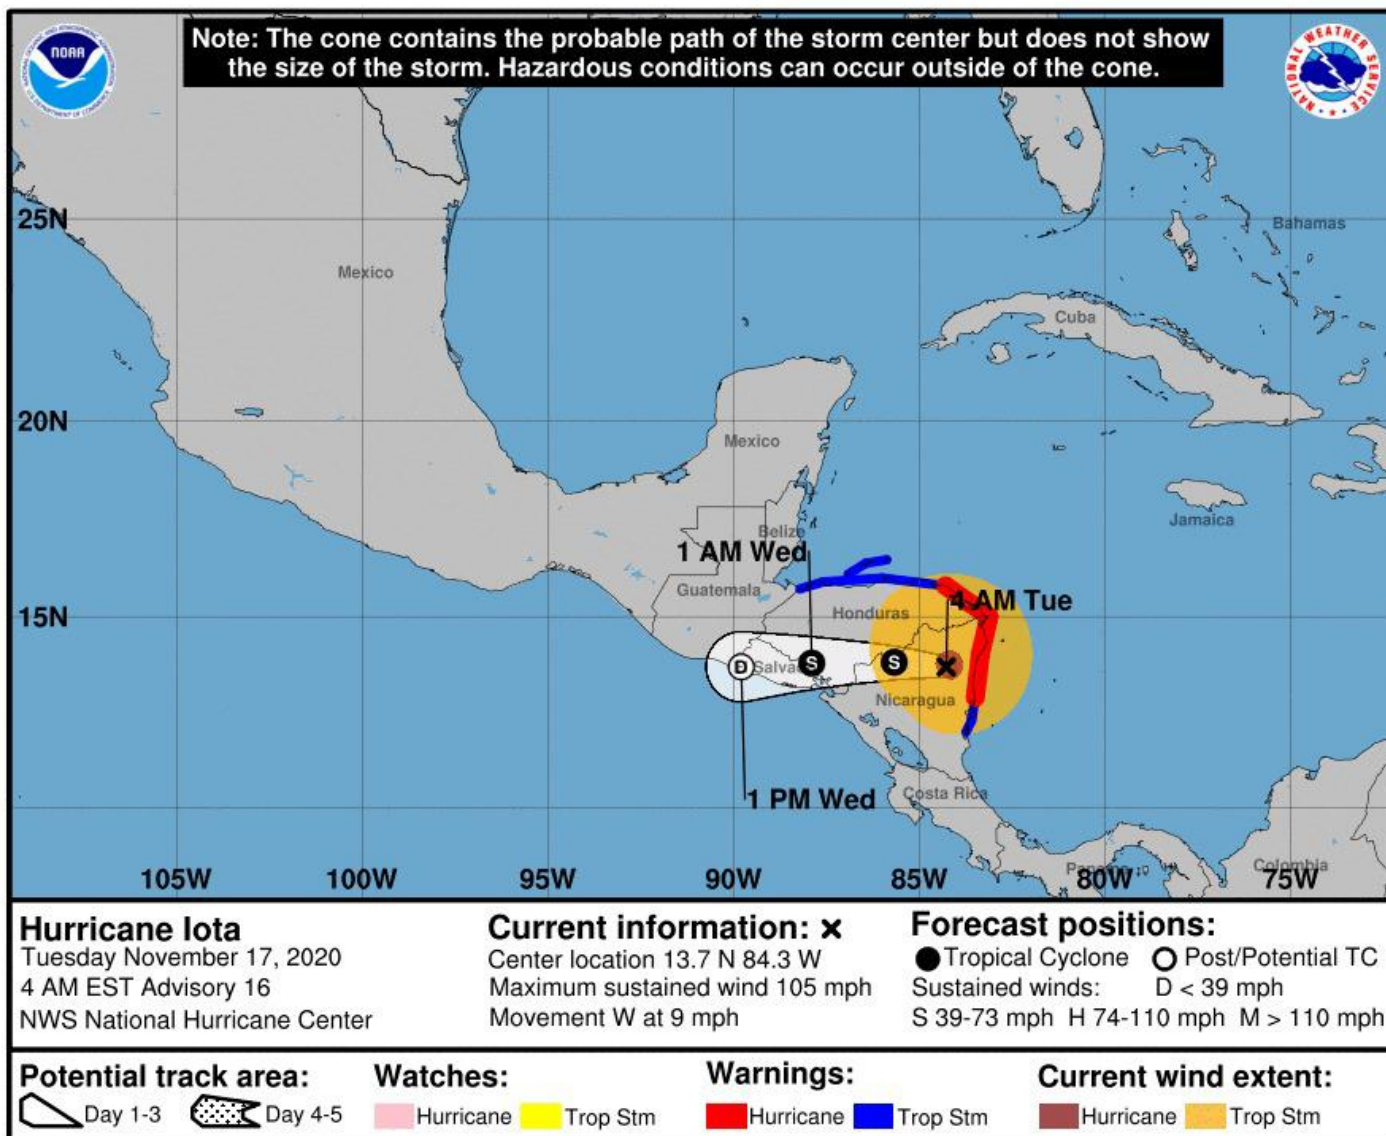 Note: The cone contains the probable path of the storm center but does not show
the size of the storm. Hazardous conditions can occur outside of the cone.
NOAA
NATIONAL WEATHER SERVICE
25N
Bahamas
Mexico
Cuba
20N
Mexico
Jamaica
Belize
1 AM Wed
Guatemala
4 AM Tue
Honduras
15N
D
Salva
S
S
Nicaragua
1 PM Wed
Costa Rica
Colombia
105W 100W 95W 90W 85W 80W 75W
Hurricane Iota
Tuesday November 17, 2020
4 AM EST Advisory 16
NWS National Hurricane Center
Current information: ×
Center location 13.7 N 84.3 W
Maximum sustained wind 105 mph
Movement W at 9 mph
Forecast positions:
Tropical Cyclone Post/Potential TC
Sustained winds: D < 39 mph
S 39-73 mph H 74-110 mph M > 110 mph
Potential track area:
Day 1-3 Day 4-5
Watches:
Hurricane Trop Stm
Warnings:
Hurricane Trop Stm
Current wind extent:
Hurricane Trop Stm